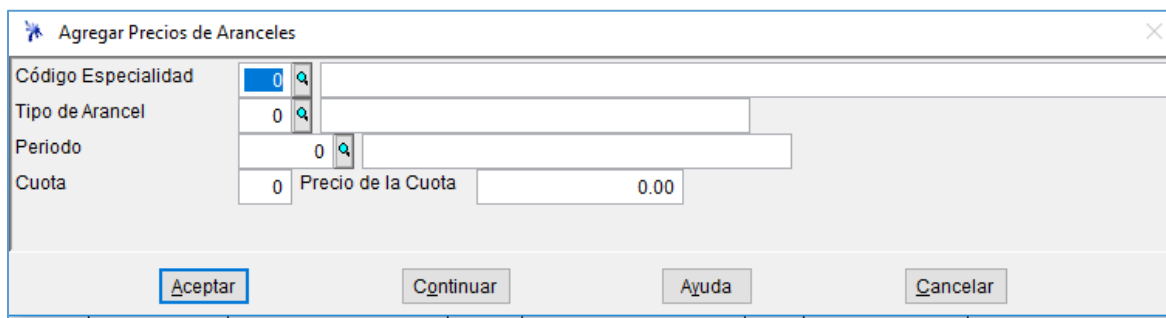 Agregar Precios de Aranceles
Código Especialidad 0
Tipo de Arancel 0
Periodo 0
Cuota 0 Precio de la Cuota 0.00
Aceptar Continuar Ayuda Cancelar